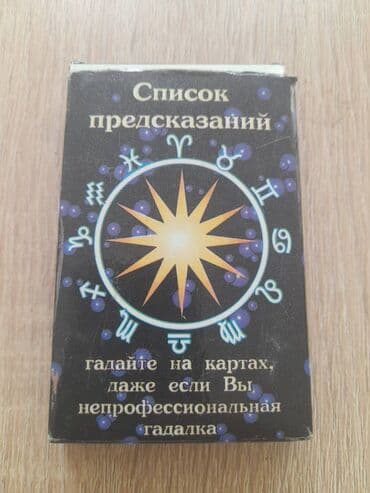 Список
предсказаний
гадайте на картах,
даже если Вы
непрофессиональная
гадалка